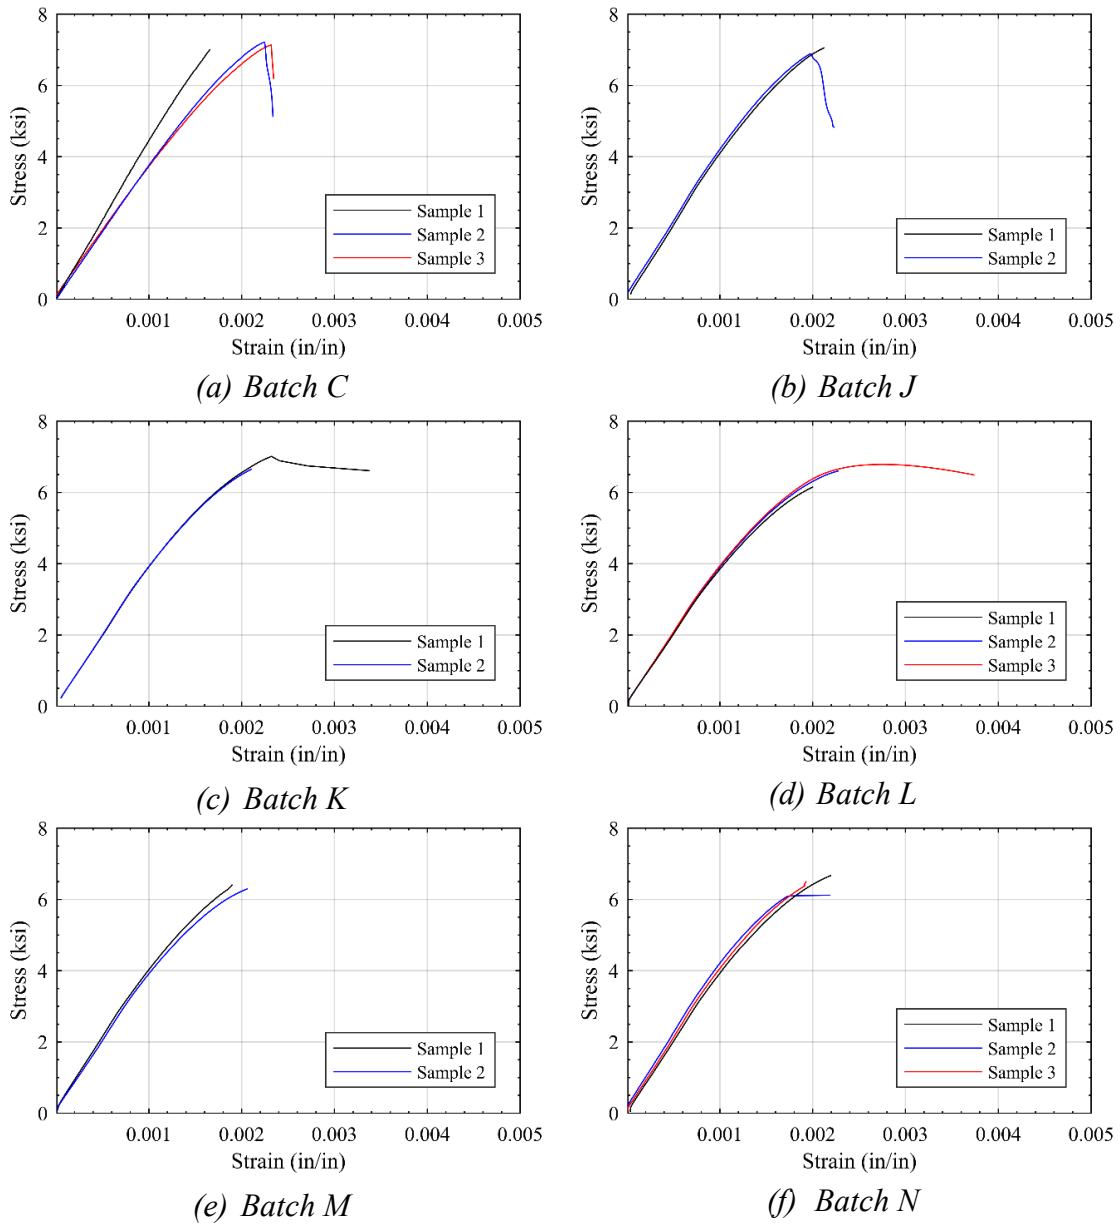 8
6
4
2
0
Stress (ksi)
Sample 1
Sample 2
Sample 3
0.001 0.002 0.003 0.004 0.005
Strain (in/in)
(a) Batch C
8
6
4
2
0
Stress (ksi)
Sample 1
Sample 2
0.001 0.002 0.003 0.004 0.005
Strain (in/in)
(b) Batch J
8
6
4
2
0
Stress (ksi)
Sample 1
Sample 2
0.001 0.002 0.003 0.004 0.005
Strain (in/in)
(c) Batch K
8
6
4
2
0
Stress (ksi)
Sample 1
Sample 2
Sample 3
0.001 0.002 0.003 0.004 0.005
Strain (in/in)
(d) Batch L
8
6
4
2
0
Stress (ksi)
Sample 1
Sample 2
0.001 0.002 0.003 0.004 0.005
Strain (in/in)
(e) Batch M
8
6
4
2
0
Stress (ksi)
Sample 1
Sample 2
Sample 3
0.001 0.002 0.003 0.004 0.005
Strain (in/in)
(f) Batch N